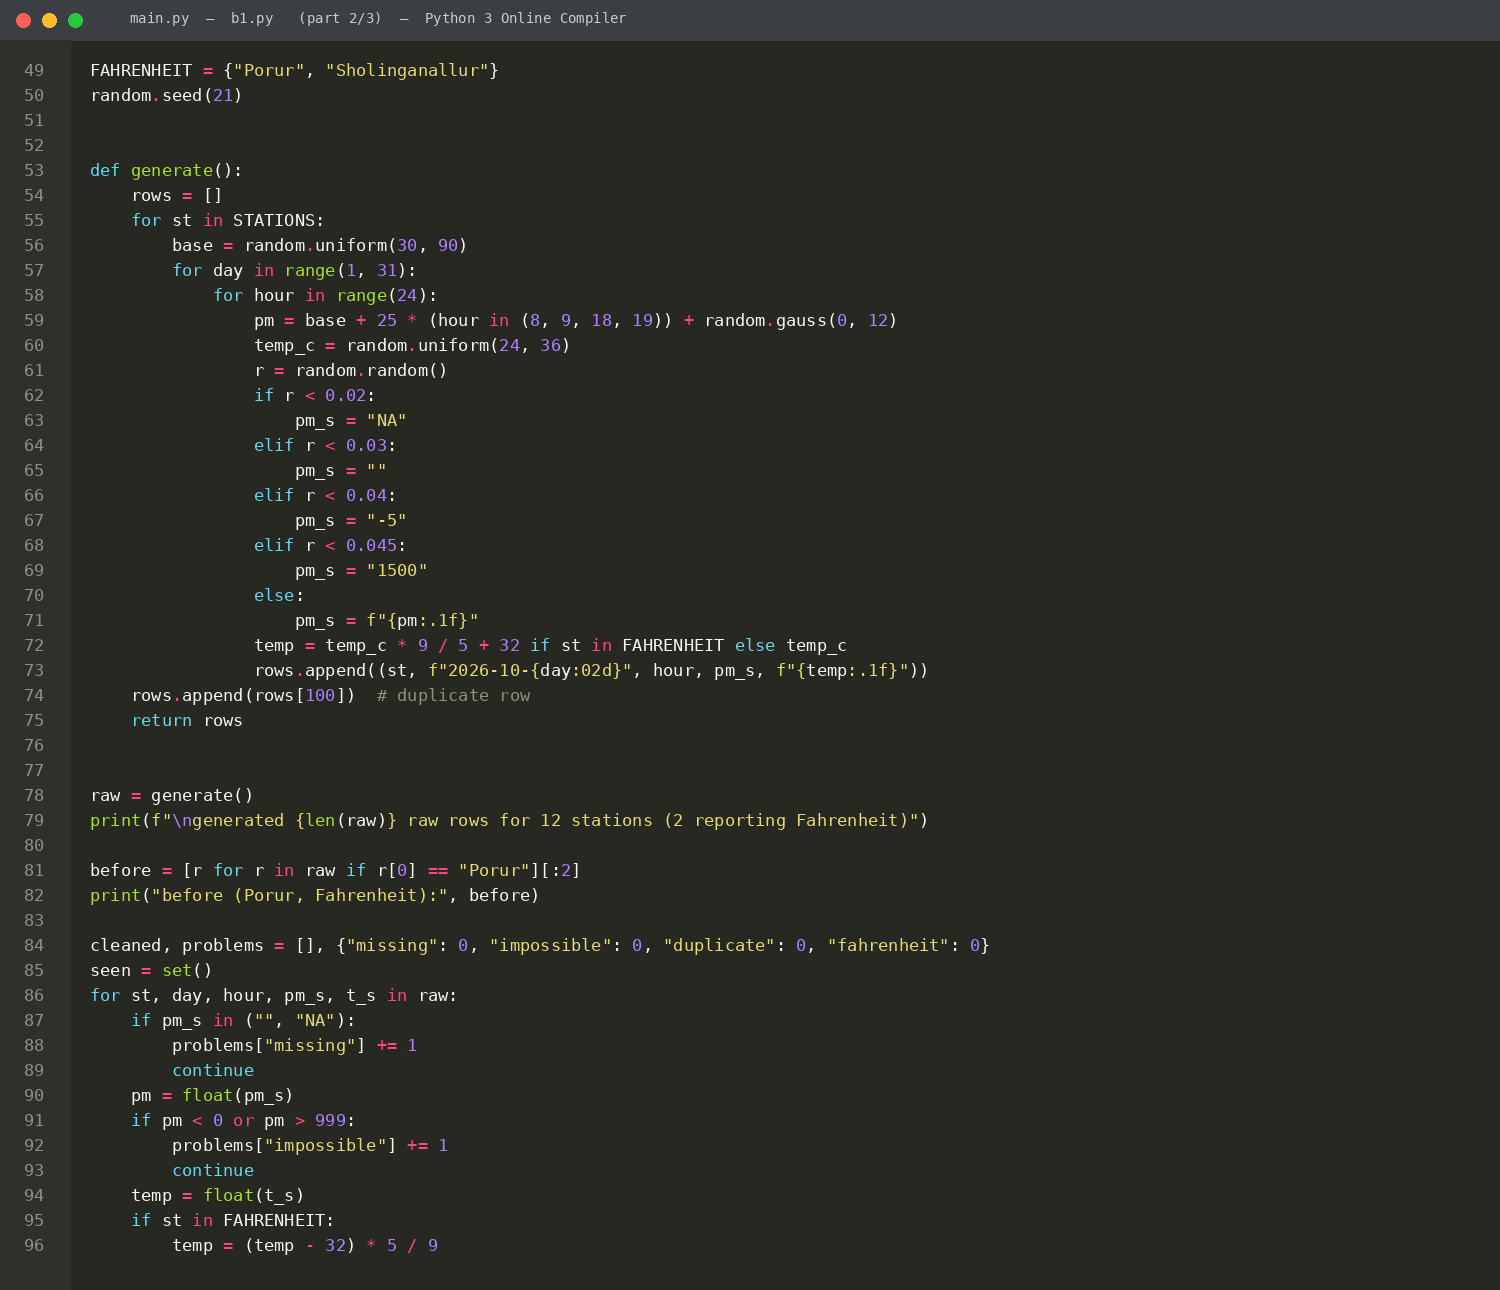 main.py  —  b1.py   (part 2/3)  —  Python 3 Online Compiler
49 FAHRENHEIT = {"Porur", "Sholinganallur"}
50 random.seed(21)
51
52
53 def generate():
54     rows = []
55     for st in STATIONS:
56         base = random.uniform(30, 90)
57         for day in range(1, 31):
58             for hour in range(24):
59                 pm = base + 25 * (hour in (8, 9, 18, 19)) + random.gauss(0, 12)
60                 temp_c = random.uniform(24, 36)
61                 r = random.random()
62                 if r < 0.02:
63                     pm_s = "NA"
64                 elif r < 0.03:
65                     pm_s = ""
66                 elif r < 0.04:
67                     pm_s = "-5"
68                 elif r < 0.045:
69                     pm_s = "1500"
70                 else:
71                     pm_s = f"{pm:.1f}"
72                 temp = temp_c * 9 / 5 + 32 if st in FAHRENHEIT else temp_c
73                 rows.append((st, f"2026-10-{day:02d}", hour, pm_s, f"{temp:.1f}"))
74     rows.append(rows[100])  # duplicate row
75     return rows
76
77
78 raw = generate()
79 print(f"\ngenerated {len(raw)} raw rows for 12 stations (2 reporting Fahrenheit)")
80
81 before = [r for r in raw if r[0] == "Porur"][:2]
82 print("before (Porur, Fahrenheit):", before)
83
84 cleaned, problems = [], {"missing": 0, "impossible": 0, "duplicate": 0, "fahrenheit": 0}
85 seen = set()
86 for st, day, hour, pm_s, t_s in raw:
87     if pm_s in ("", "NA"):
88         problems["missing"] += 1
89         continue
90     pm = float(pm_s)
91     if pm < 0 or pm > 999:
92         problems["impossible"] += 1
93         continue
94     temp = float(t_s)
95     if st in FAHRENHEIT:
96         temp = (temp - 32) * 5 / 9